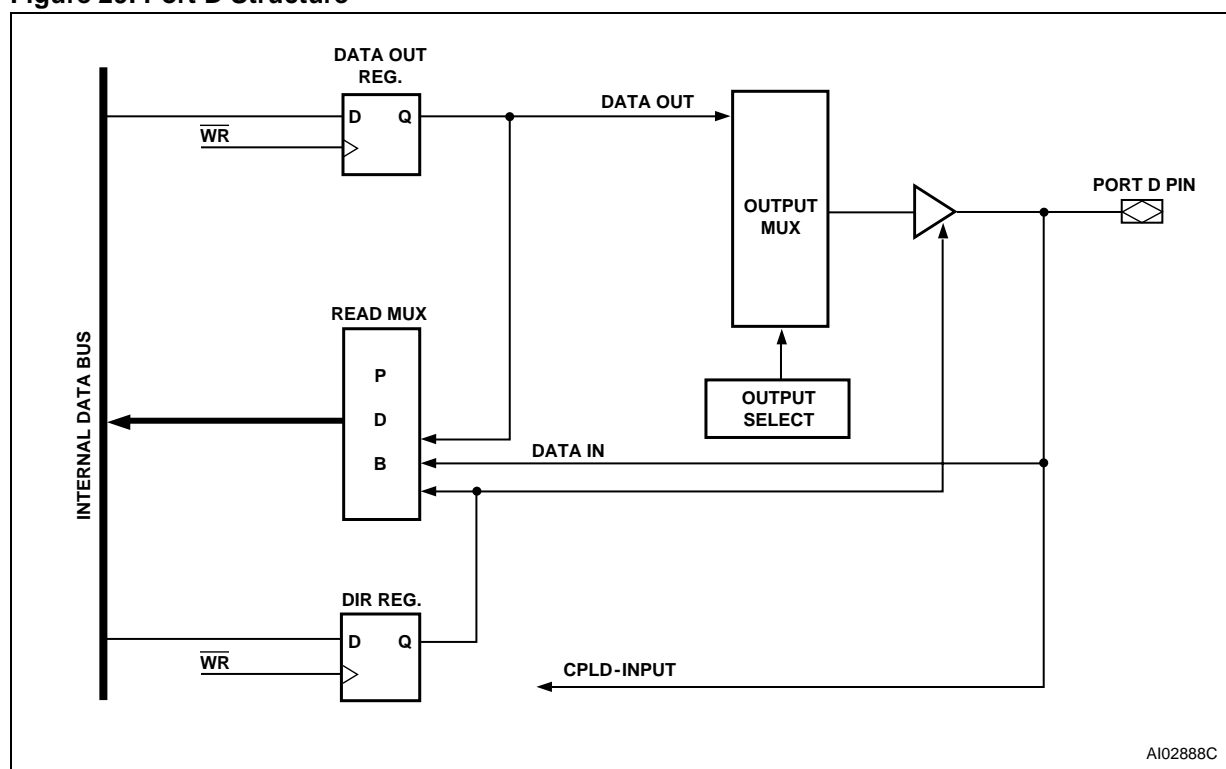 DATA OUT
REG.
D Q
WR
DATA OUT
OUTPUT
MUX
PORT D PIN
READ MUX
P
D
B
INTERNAL DATA BUS
OUTPUT
SELECT
DATA IN
DIR REG.
D Q
WR
CPLD-INPUT
AI02888C